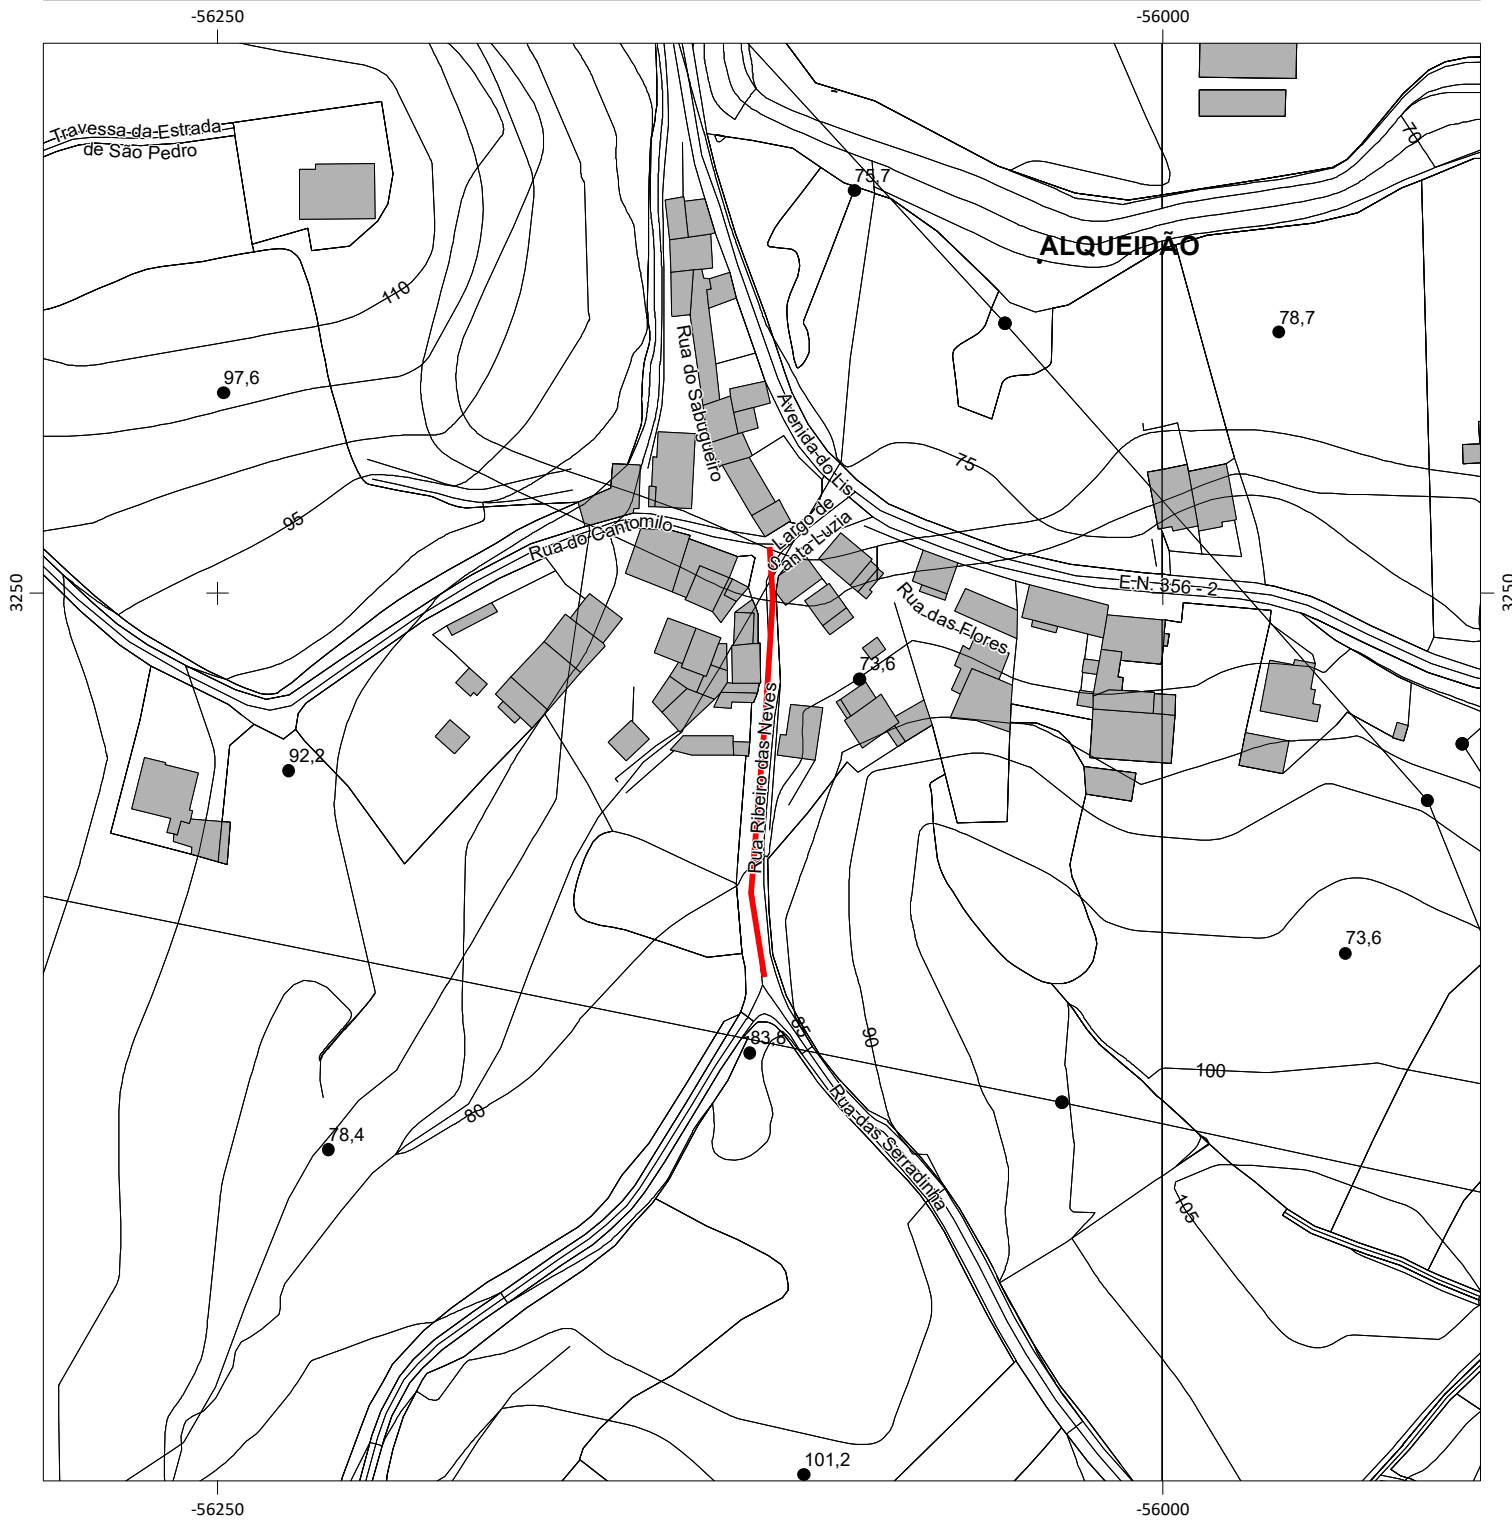 -56250
-56000
Travessa da Estrada
de São Pedro
70
75,7
ALQUEIDÃO
110
78,7
Rua do Sabugueiro
97,6
Avenida do Lis
75
95
Largo de
Santa Luzia
Rua do Cantomilo
3250
E.N. 356 - 2
3250
Rua das Flores
73,6
Rua Ribeiro das Neves
92,2
73,6
85
83,8
90
100
80
Rua das Serradinha
78,4
105
101,2
-56250
-56000